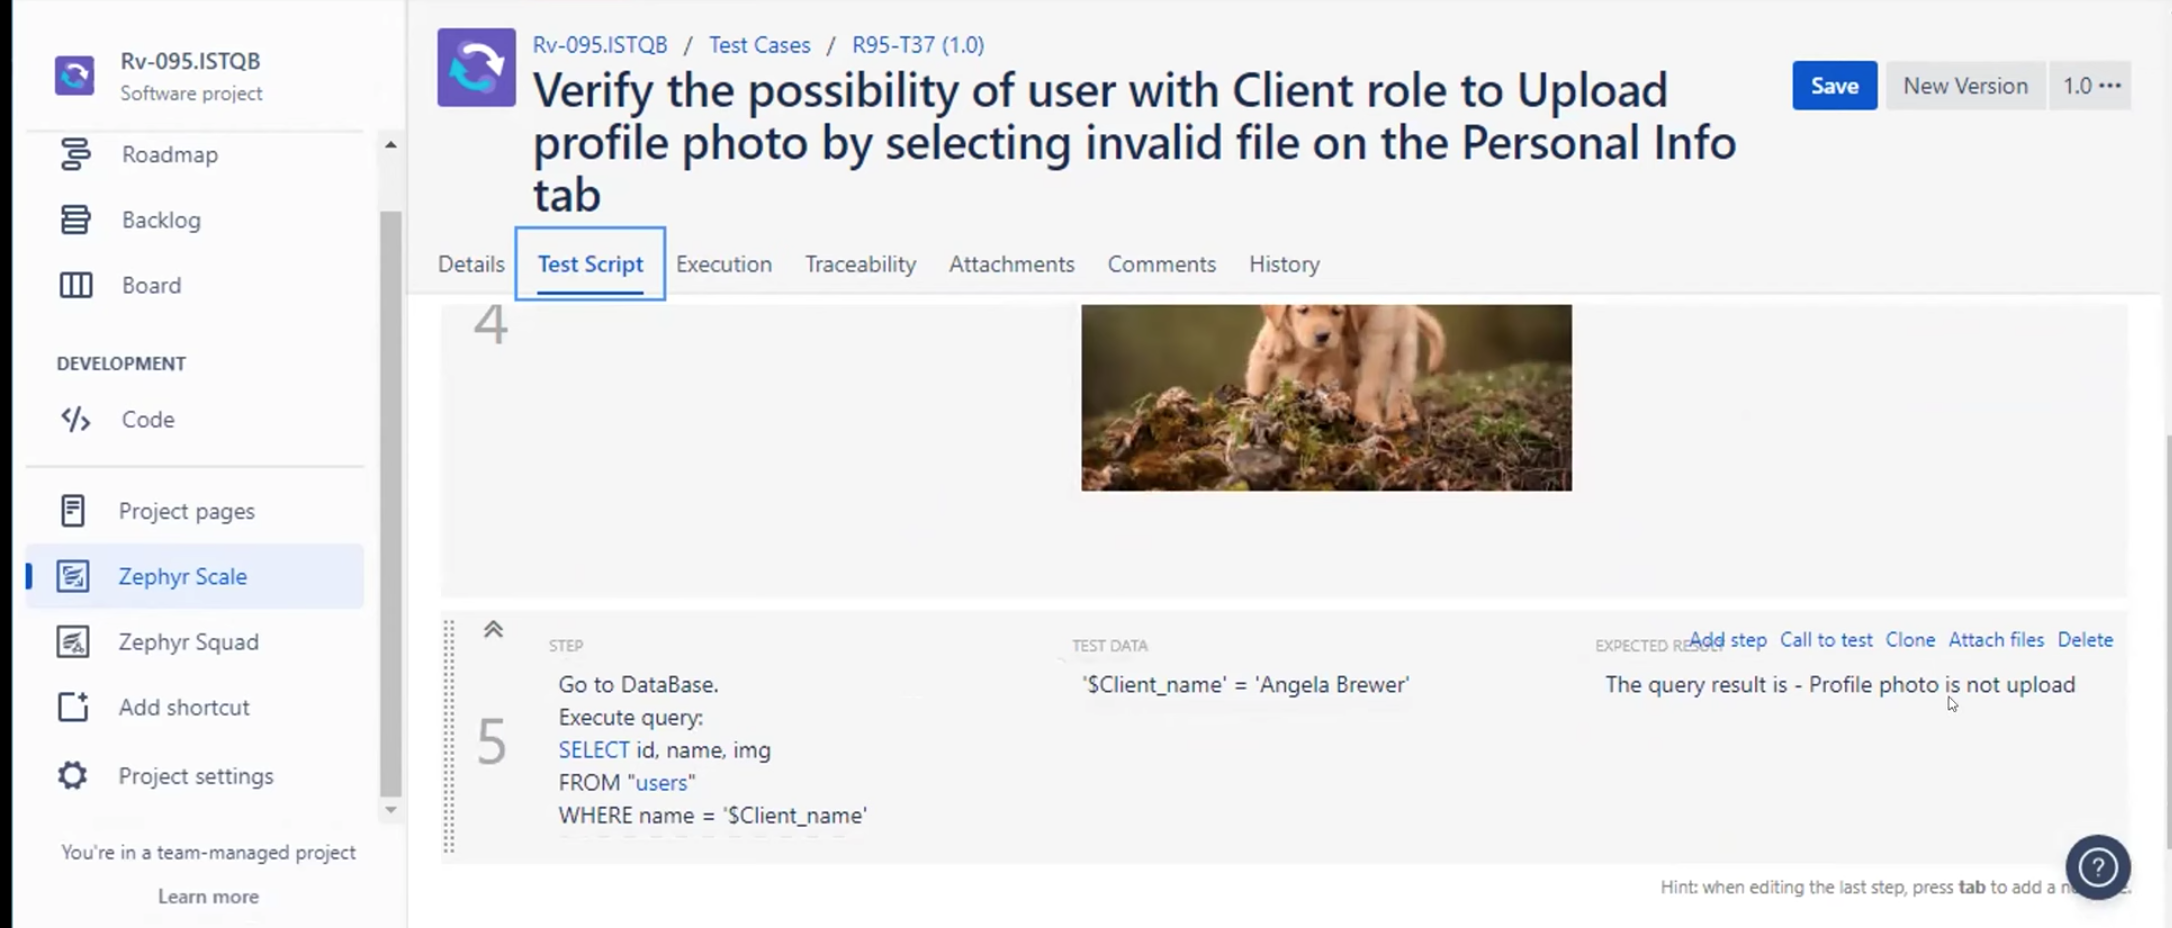 Rv-095.ISTQB
Software project
Roadmap
Backlog
Board
DEVELOPMENT
Code
Project pages
Zephyr Scale
Zephyr Squad
Add shortcut
Project settings
You're in a team-managed project
Learn more
Rv-095.ISTQB / Test Cases / R95-T37 (1.0)
Verify the possibility of user with Client role to Upload
profile photo by selecting invalid file on the Personal Info
tab
Save New Version 1.0 •••
Details Test Script Execution Traceability Attachments Comments History
4
5
STEP
Go to DataBase.
Execute query:
SELECT id, name, img
FROM "users"
WHERE name = '$Client_name'
TEST DATA
'$Client_name' = 'Angela Brewer'
EXPECTED Add step Call to test Clone Attach files Delete
The query result is - Profile photo is not upload
Hint: when editing the last step, press tab to add a